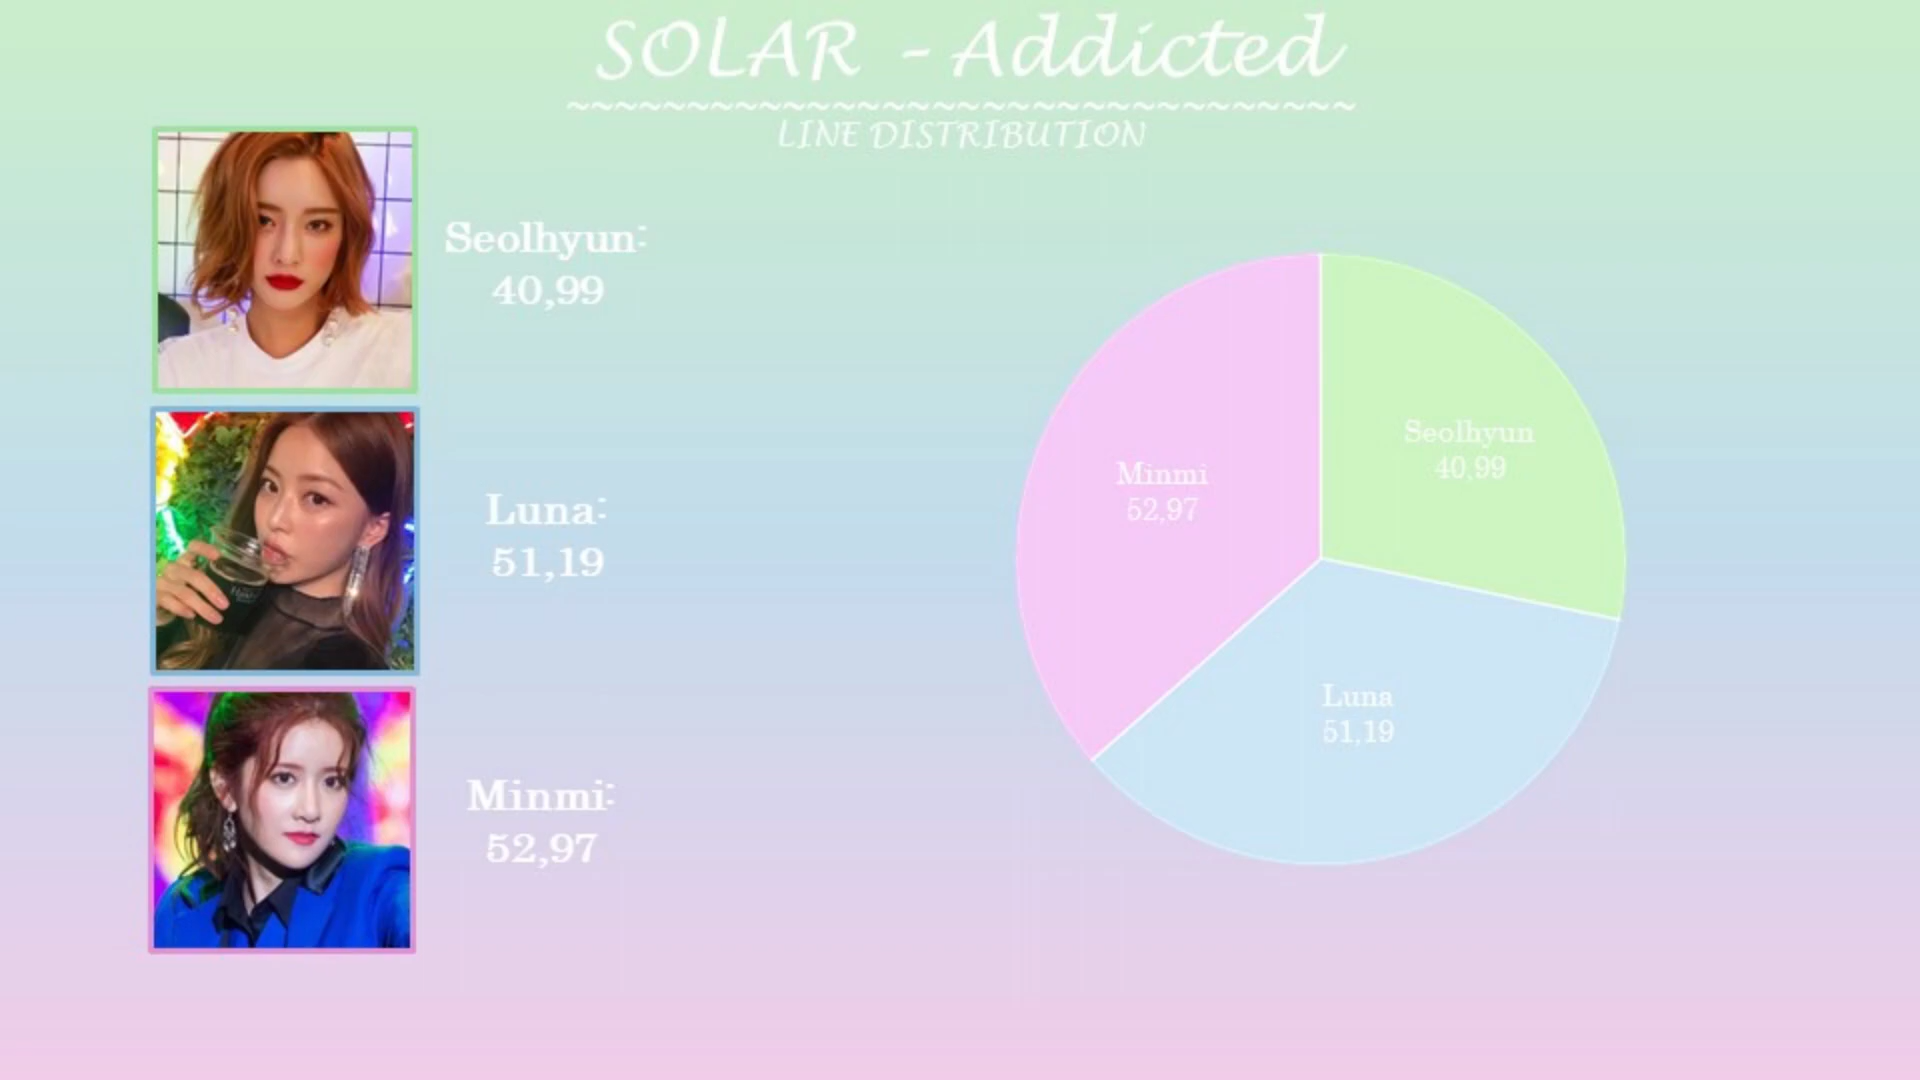 SOLAR - Addicted
~~~~~~~~~~~~~~~~~~~~~~~~~~~~~~~~~
LINE DISTRIBUTION
Seolhyun:
40,99
Luna:
51,19
Minmi:
52,97
Seolhyun
40,99
Minmi
52,97
Luna
51,19